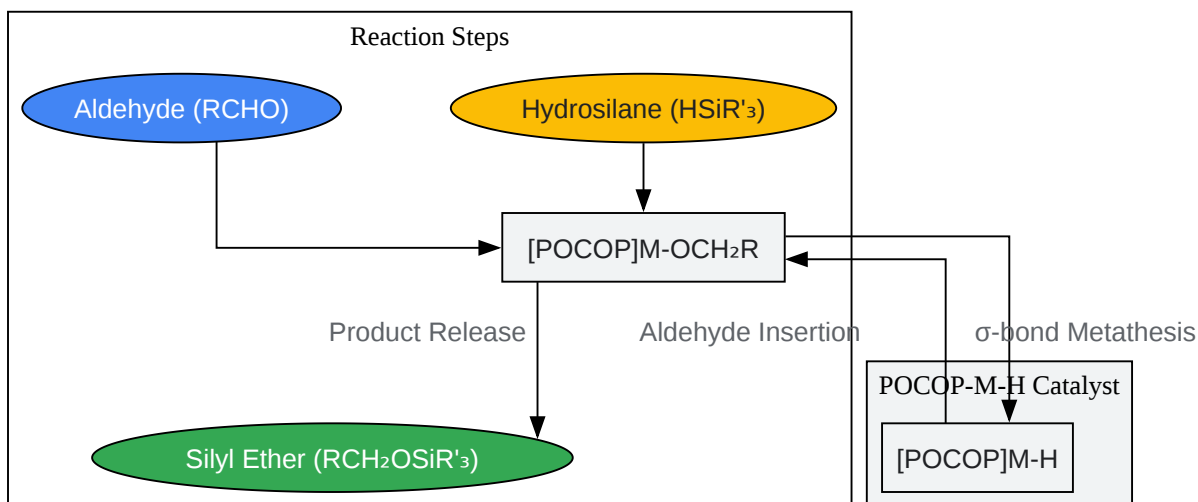 Reaction Steps
Aldehyde (RCHO)
Hydrosilane (HSiR'₃)
[POCOP]M-OCH₂R
Product Release
Aldehyde Insertion
σ-bond Metathesis
POCOP-M-H Catalyst
Silyl Ether (RCH₂OSiR'₃)
[POCOP]M-H